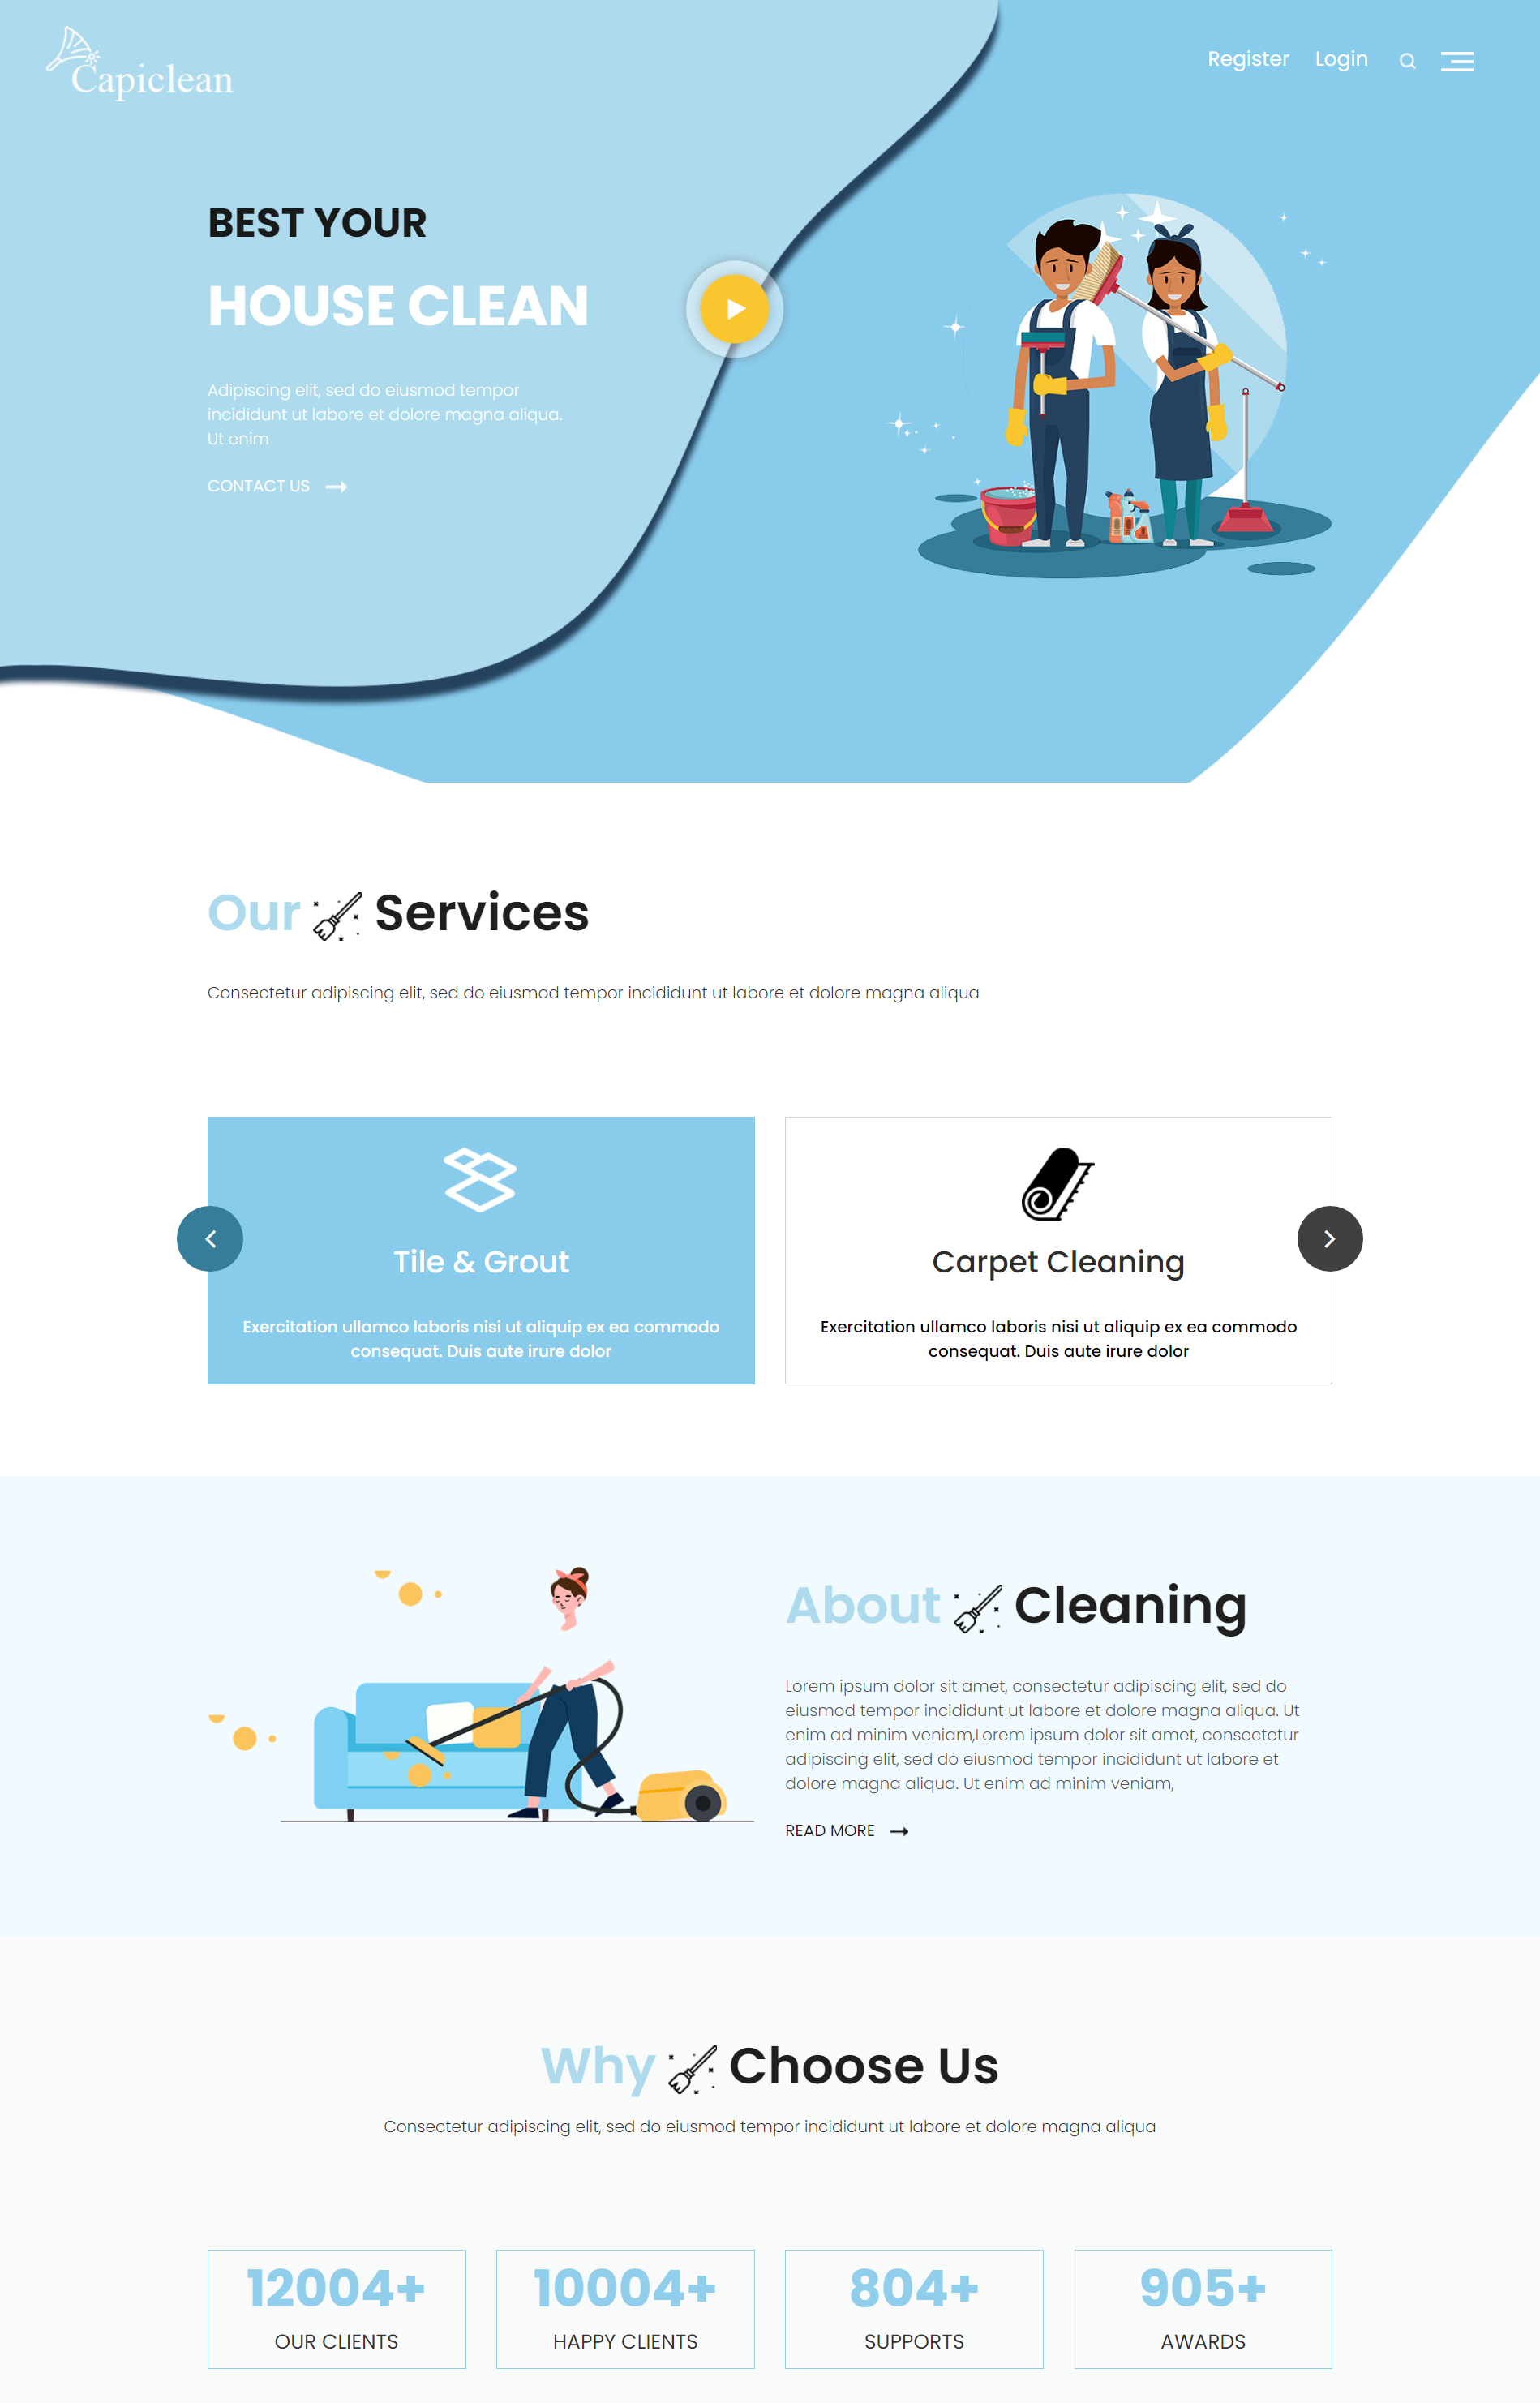 Capiclean
Register Login
BEST YOUR
HOUSE CLEAN
Adipiscing elit, sed do eiusmod tempor
incididunt ut labore et dolore magna aliqua.
Ut enim
CONTACT US
Our Services
Consectetur adipiscing elit, sed do eiusmod tempor incididunt ut labore et dolore magna aliqua
Tile & Grout
Exercitation ullamco laboris nisi ut aliquip ex ea commodo
consequat. Duis aute irure dolor
Carpet Cleaning
Exercitation ullamco laboris nisi ut aliquip ex ea commodo
consequat. Duis aute irure dolor
About Cleaning
Lorem ipsum dolor sit amet, consectetur adipiscing elit, sed do
eiusmod tempor incididunt ut labore et dolore magna aliqua. Ut
enim ad minim veniam,Lorem ipsum dolor sit amet, consectetur
adipiscing elit, sed do eiusmod tempor incididunt ut labore et
dolore magna aliqua. Ut enim ad minim veniam,
READ MORE
Why Choose Us
Consectetur adipiscing elit, sed do eiusmod tempor incididunt ut labore et dolore magna aliqua
12004+
OUR CLIENTS
10004+
HAPPY CLIENTS
804+
SUPPORTS
905+
AWARDS